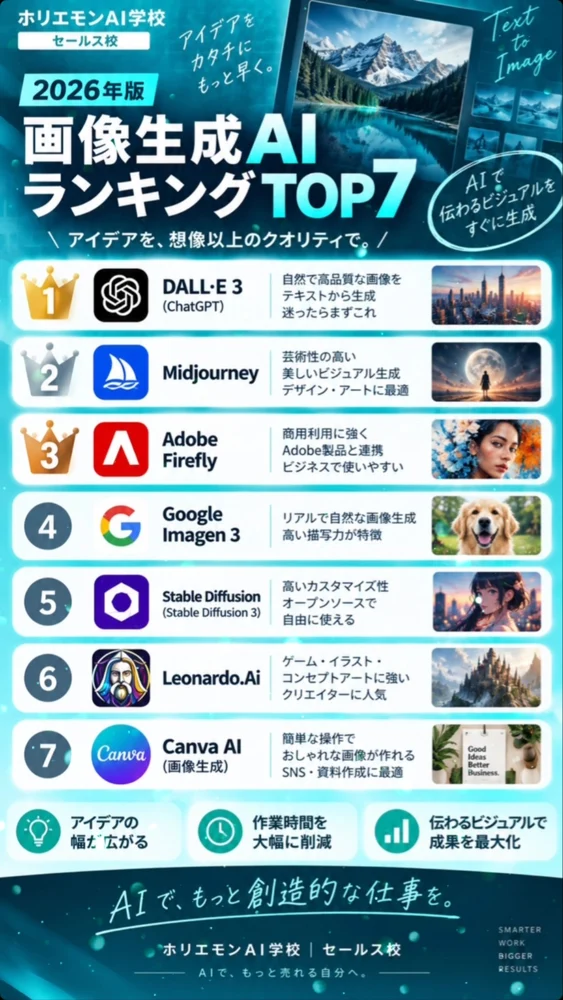 ホリエモンAI学校
セールス校
アイデアを
カタチに
もっと早く。
Text
to
Image
2026年版
画像生成AI
ランキングTOP7
\ アイデアを、想像以上のクオリティで。 /
AIで
伝わるビジュアルを
すぐに生成
1
DALL·E 3
(ChatGPT)
自然で高品質な画像を
テキストから生成
迷ったらまずこれ
2
Midjourney
芸術性の高い
美しいビジュアル生成
デザイン・アートに最適
3
Adobe
Firefly
商用利用に強く
Adobe製品と連携
ビジネスで使いやすい
4
Google
Imagen 3
リアルで自然な画像生成
高い描写力が特徴
5
Stable Diffusion
(Stable Diffusion 3)
高いカスタマイズ性
オープンソースで
自由に使える
6
Leonardo.Ai
ゲーム・イラスト・
コンセプトアートに強い
クリエイターに人気
7
Canva
Canva AI
(画像生成)
簡単な操作で
おしゃれな画像が作れる
SNS・資料作成に最適
Good
Ideas
Better
Business.
アイデアの
幅が広がる
作業時間を
大幅に削減
伝わるビジュアルで
成果を最大化
AIで、もっと創造的な仕事を。
ホリエモンAI学校 | セールス校
AIで、もっと売れる自分へ。
SMARTER
WORK
BIGGER
RESULTS